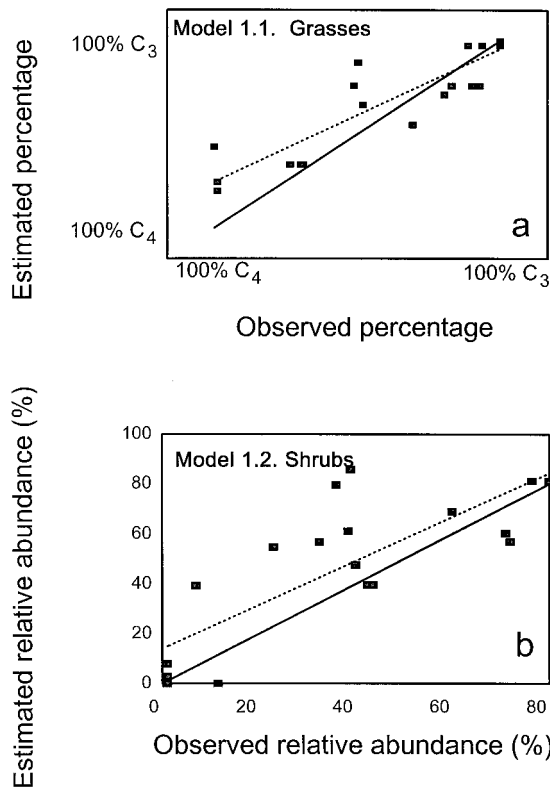 Model 1.1. Grasses
100% C3
Estimated percentage
100% C4
a
100% C4
100% C3
Observed percentage
Estimated relative abundance (%)
100
Model 1.2. Shrubs
80
60
40
20
b
0
0
20
40
60
80
Observed relative abundance (%)